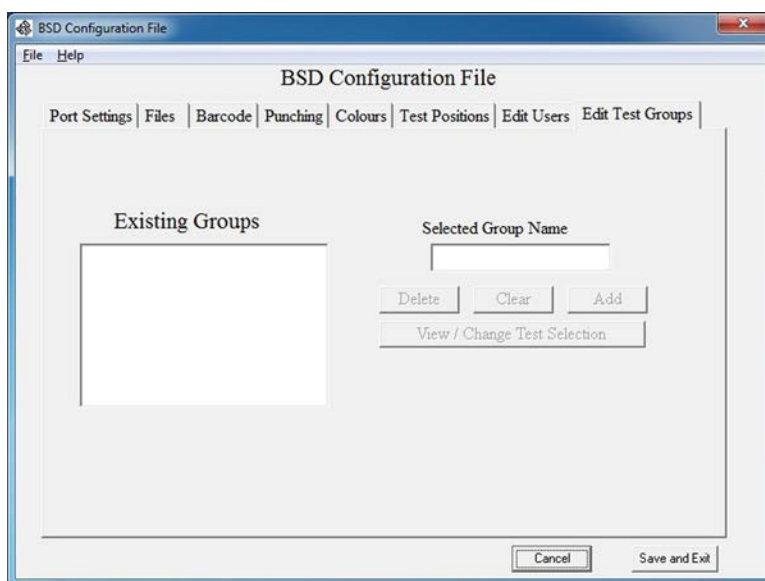 BSD Configuration File
File Help
BSD Configuration File
Port Settings Files Barcode Punching Colours Test Positions Edit Users Edit Test Groups
Existing Groups
Selected Group Name
Delete Clear Add
View / Change Test Selection
Cancel Save and Exit